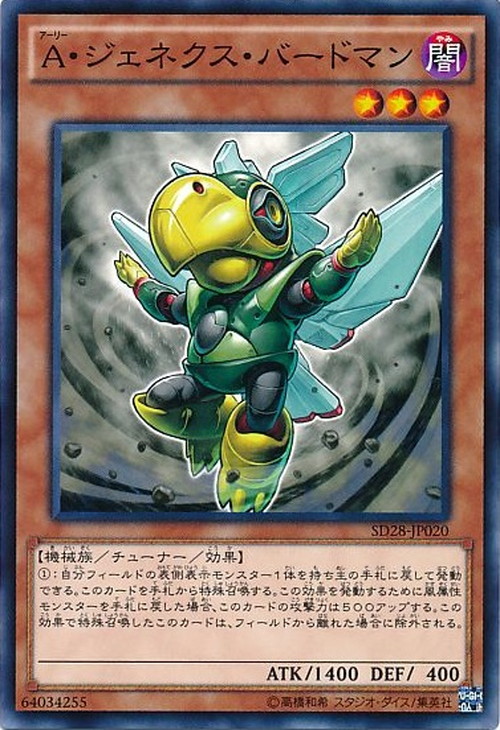 アーリー
A・ジェネクス・バードマン
やみ
闇
SD28-JP020
【機械族／チューナー／効果】
①：自分フィールドの表側表示モンスター１体を持ち主の手札に戻して発動
できる。このカードを手札から特殊召喚する。この効果を発動するために風属性
モンスターを手札に戻した場合、このカードの攻撃力は５００アップする。この
効果で特殊召喚したこのカードは、フィールドから離れた場合に除外される。
ATK/1400 DEF/ 400
64034255
©高橋和希 スタジオ・ダイス/集英社